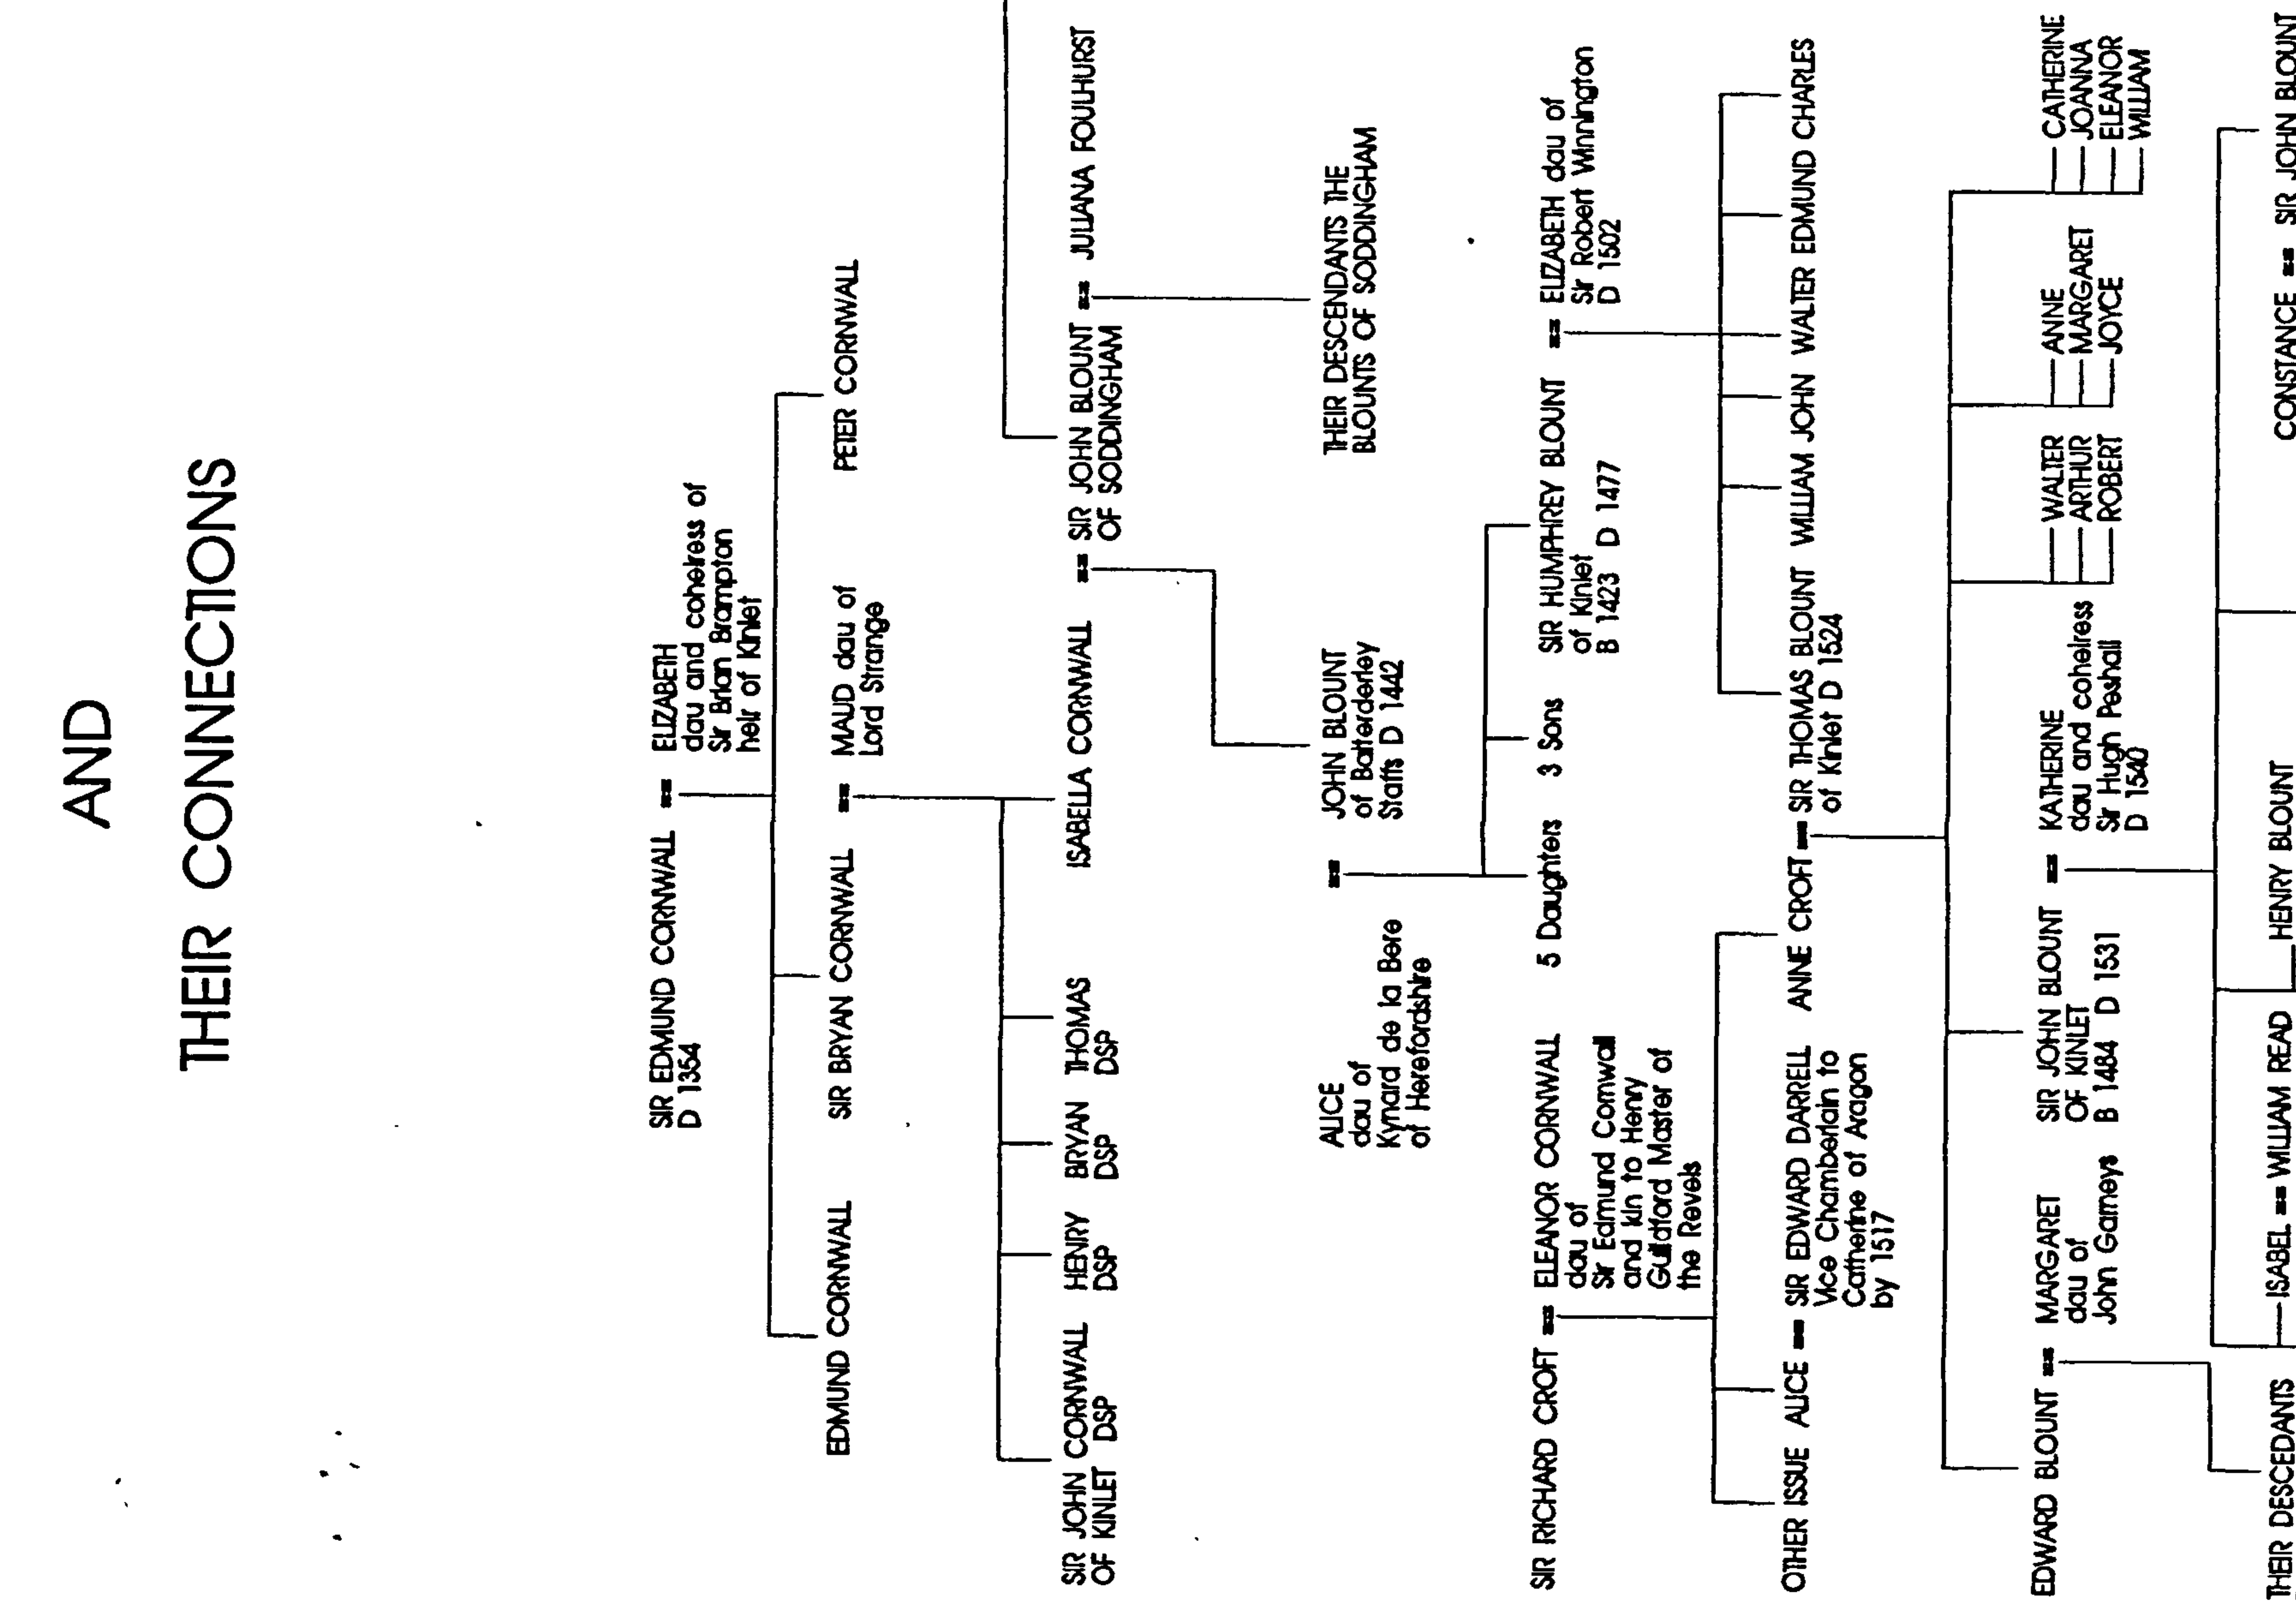 AND
THEIR CONNECTIONS
SIR EDMUND CORNWALL == ELIZABETH
D 1354
dau and coheiress of
Sir Brian Brampton
heir of Kinlet
EDMUND CORNWALL SIR BRYAN CORNWALL == MAUD dau of PETER CORNWALL
Lord Strange
SIR JOHN CORNWALL HENRY BRYAN THOMAS ISABELLA CORNWALL == SIR JOHN BLOUNT == JULIANA FOULHURST
OF KINLET DSP DSP DSP DSP OF SODDINGHAM
ALICE == JOHN BLOUNT THEIR DESCENDANTS THE
dau of of Batterderley BLOUNTS OF SODDINGHAM
Kynard de la Bere Staffs D 1442
of Herefordshire
SIR RICHARD CROFT == ELEANOR CORNWALL 5 Daughters 3 Sons SIR HUMPHREY BLOUNT == ELIZABETH dau of
dau of of Kinlet Sir Robert Winnington
Sir Edmund Cornwall B 1423 D 1477 D 1502
and kin to Henry
Guildford Master of
the Revels
OTHER ISSUE ALICE == SIR EDWARD DARRELL ANNE CROFT == SIR THOMAS BLOUNT WILLIAM JOHN WALTER EDMUND CHARLES
Vice Chamberlain to of Kinlet D 1524
Catherine of Aragon
by 1517
EDWARD BLOUNT == MARGARET SIR JOHN BLOUNT == KATHERINE WALTER ANNE CATHERINE
dau of OF KINLET dau and coheiress ARTHUR MARGARET JOANNA
John Garneys B 1484 D 1531 Sir Hugh Peshall ROBERT JOYCE ELEANOR
D 1540 WILLIAM
THEIR DESCEDANTS ISABEL == WILLIAM READ HENRY BLOUNT CONSTANCE == SIR JOHN BLOUNT